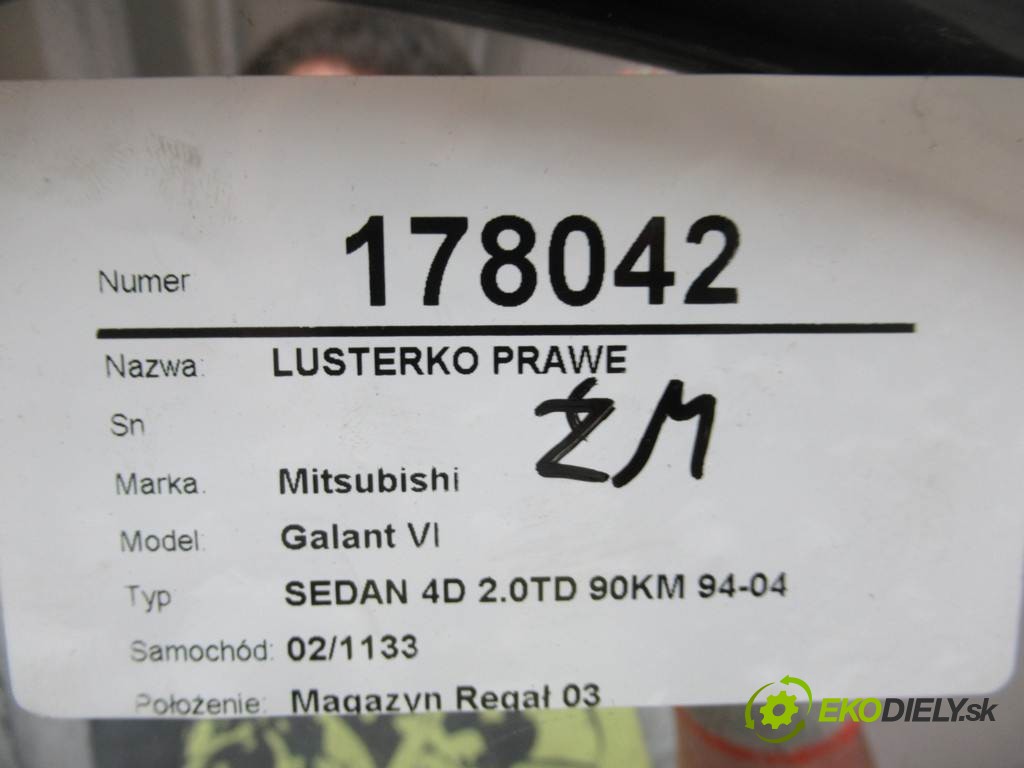 Numer 178042
Nazwa: LUSTERKO PRAWE
Sn
ZM
Marka: Mitsubishi
Model: Galant VI
Typ SEDAN 4D 2.0TD 90KM 94-04
Samochód: 02/1133
Położenie: Magazyn Regał 03
EKODIELY.sk